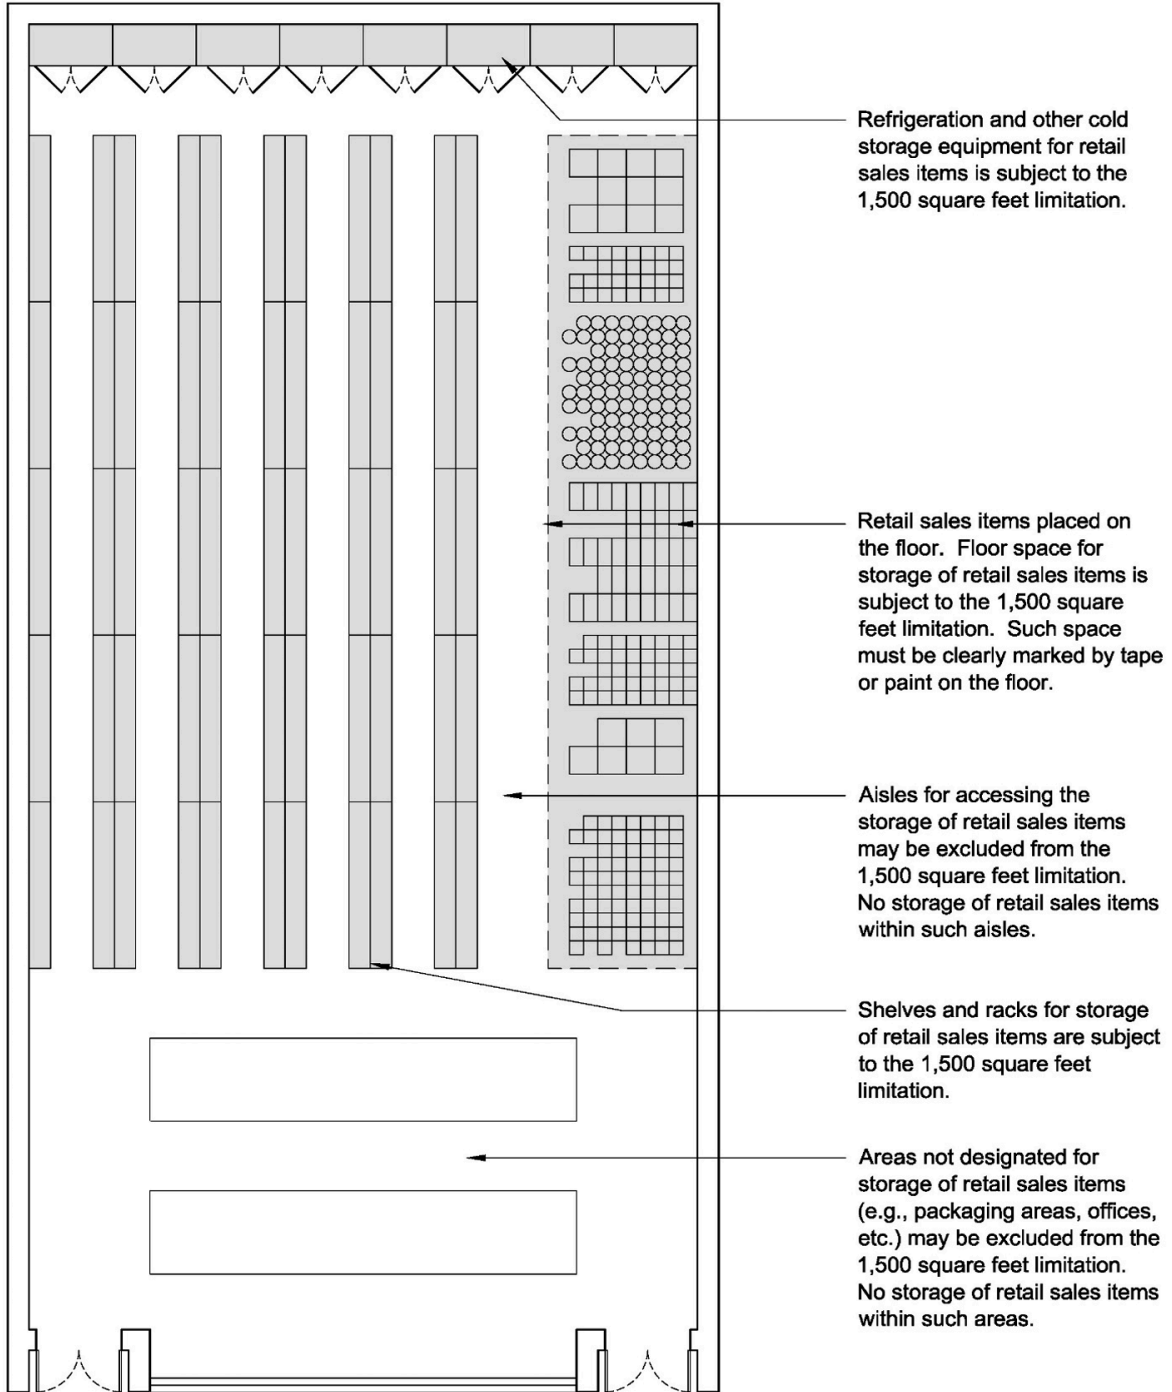 Refrigeration and other cold
storage equipment for retail
sales items is subject to the
1,500 square feet limitation.
Retail sales items placed on
the floor.  Floor space for
storage of retail sales items is
subject to the 1,500 square
feet limitation.  Such space
must be clearly marked by tape
or paint on the floor.
Aisles for accessing the
storage of retail sales items
may be excluded from the
1,500 square feet limitation.
No storage of retail sales items
within such aisles.
Shelves and racks for storage
of retail sales items are subject
to the 1,500 square feet
limitation.
Areas not designated for
storage of retail sales items
(e.g., packaging areas, offices,
etc.) may be excluded from the
1,500 square feet limitation.
No storage of retail sales items
within such areas.